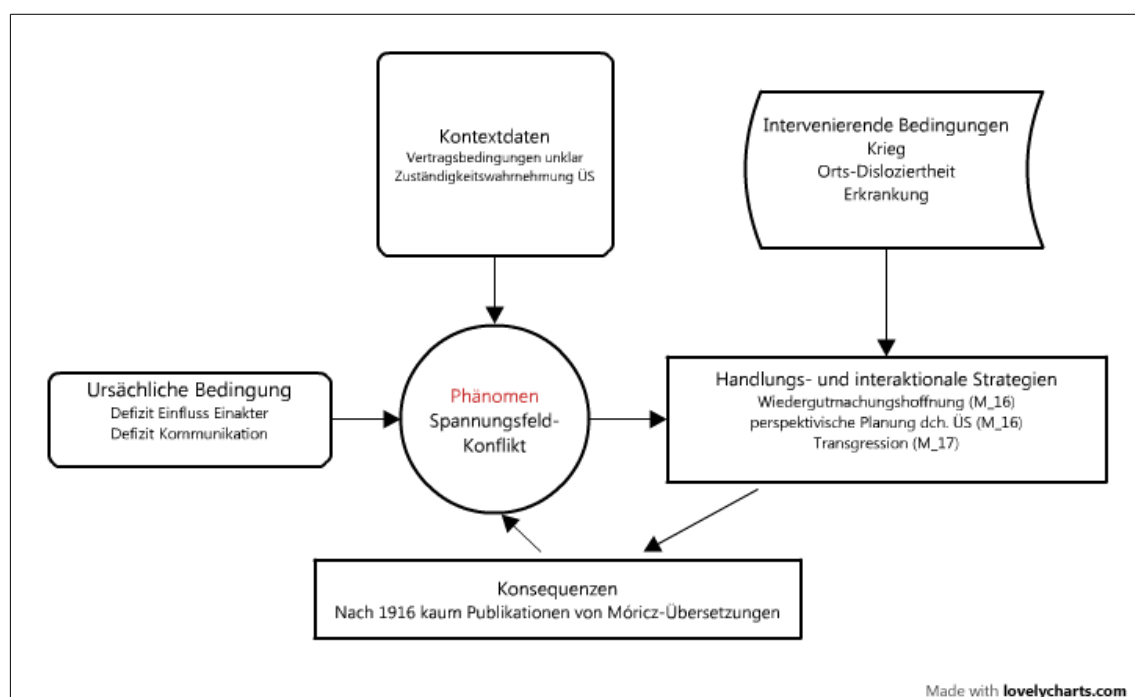 Kontextdaten
Vertragsbedingungen unklar
Zuständigkeitswahrnehmung ÜS
Intervenierende Bedingungen
Krieg
Orts-Disloziertheit
Erkrankung
Ursächliche Bedingung
Defizit Einfluss Einakter
Defizit Kommunikation
Phänomen
Spannungsfeld-
Konflikt
Handlungs- und interaktionale Strategien
Wiedergutmachungshoffnung (M_16)
perspektivische Planung dch. ÜS (M_16)
Transgression (M_17)
Konsequenzen
Nach 1916 kaum Publikationen von Móricz-Übersetzungen
Made with lovelycharts.com